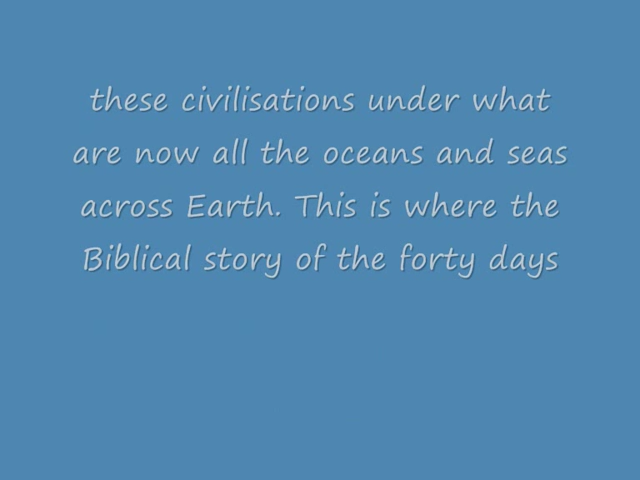 these civilisations under what
are now all the oceans and seas
across Earth. This is where the
Biblical story of the forty days